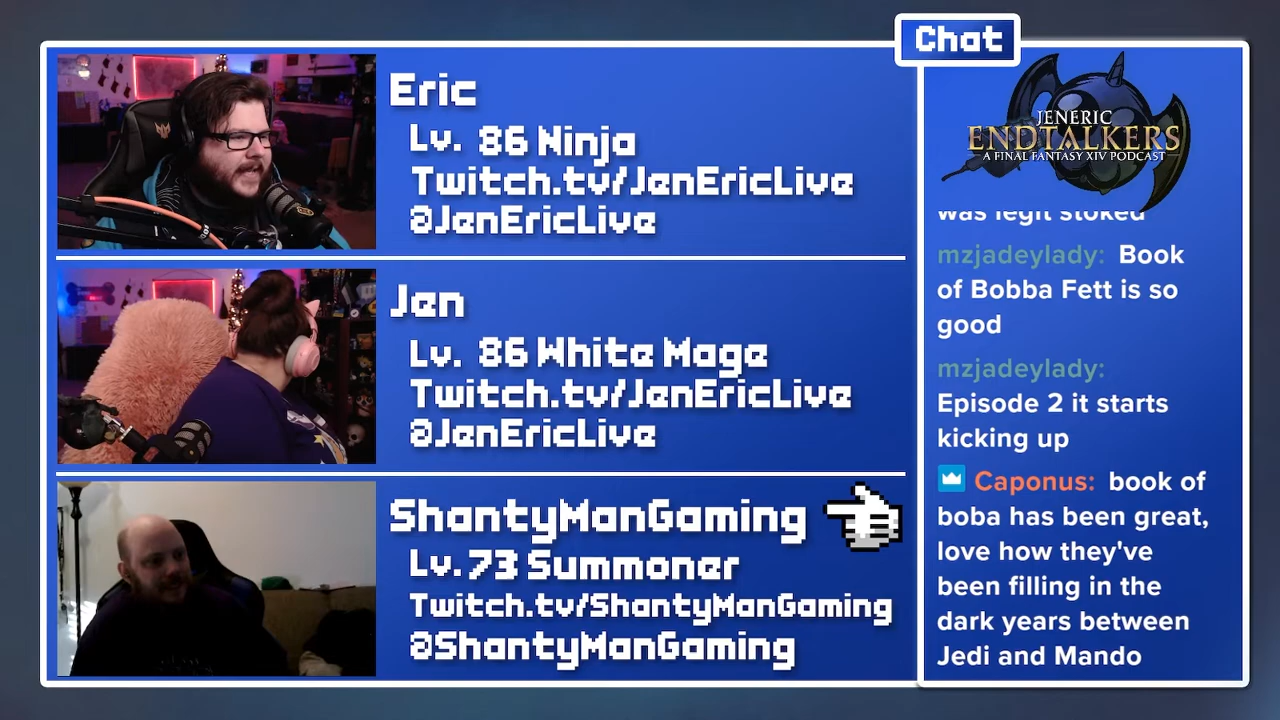 Eric
Lv. 86 Ninja
Twitch.tv/JenEricLive
@JenEricLive
Jen
Lv. 86 White Mage
Twitch.tv/JenEricLive
@JenEricLive
ShantyManGaming
Lv. 73 Summoner
Twitch.tv/ShantyManGaming
@ShantyManGaming
Chat
JENERIC
ENDTALKERS
A FINAL FANTASY XIV PODCAST
was legit stoked
mzjadeylady: Book
of Bobba Fett is so
good
mzjadeylady:
Episode 2 it starts
kicking up
Caponus: book of
boba has been great,
love how they've
been filling in the
dark years between
Jedi and Mando